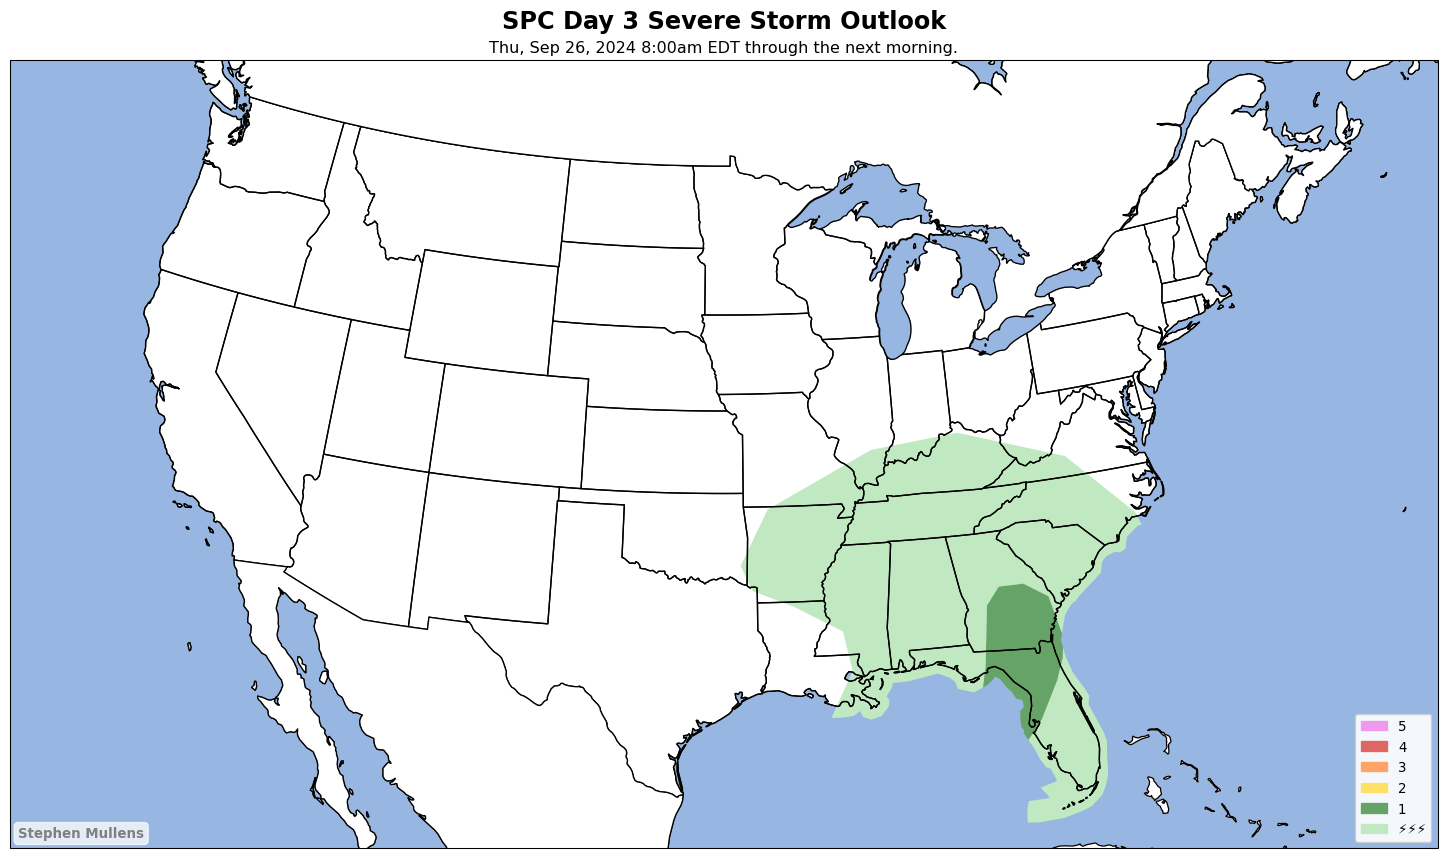 SPC Day 3 Severe Storm Outlook
Thu, Sep 26, 2024 8:00am EDT through the next morning.
5
4
3
2
1
⚡⚡⚡
Stephen Mullens